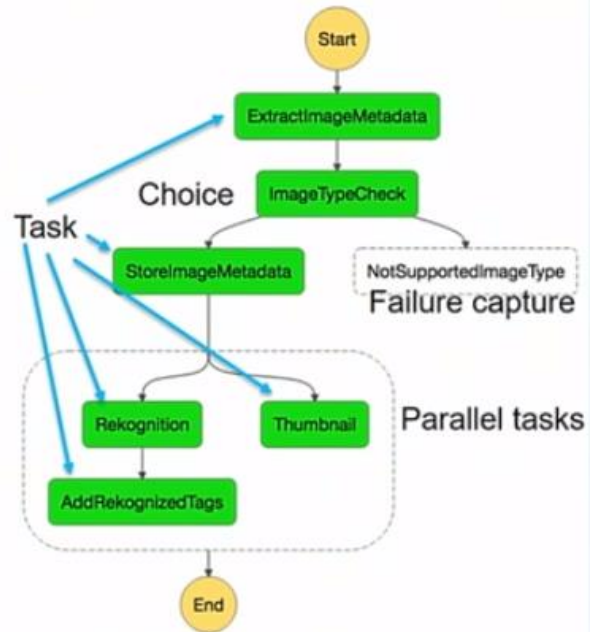 Start
ExtractImageMetadata
Choice
ImageTypeCheck
Task
StoreImageMetadata
NotSupportedImageType
Failure capture
Rekognition
Thumbnail
Parallel tasks
AddRekognizedTags
End